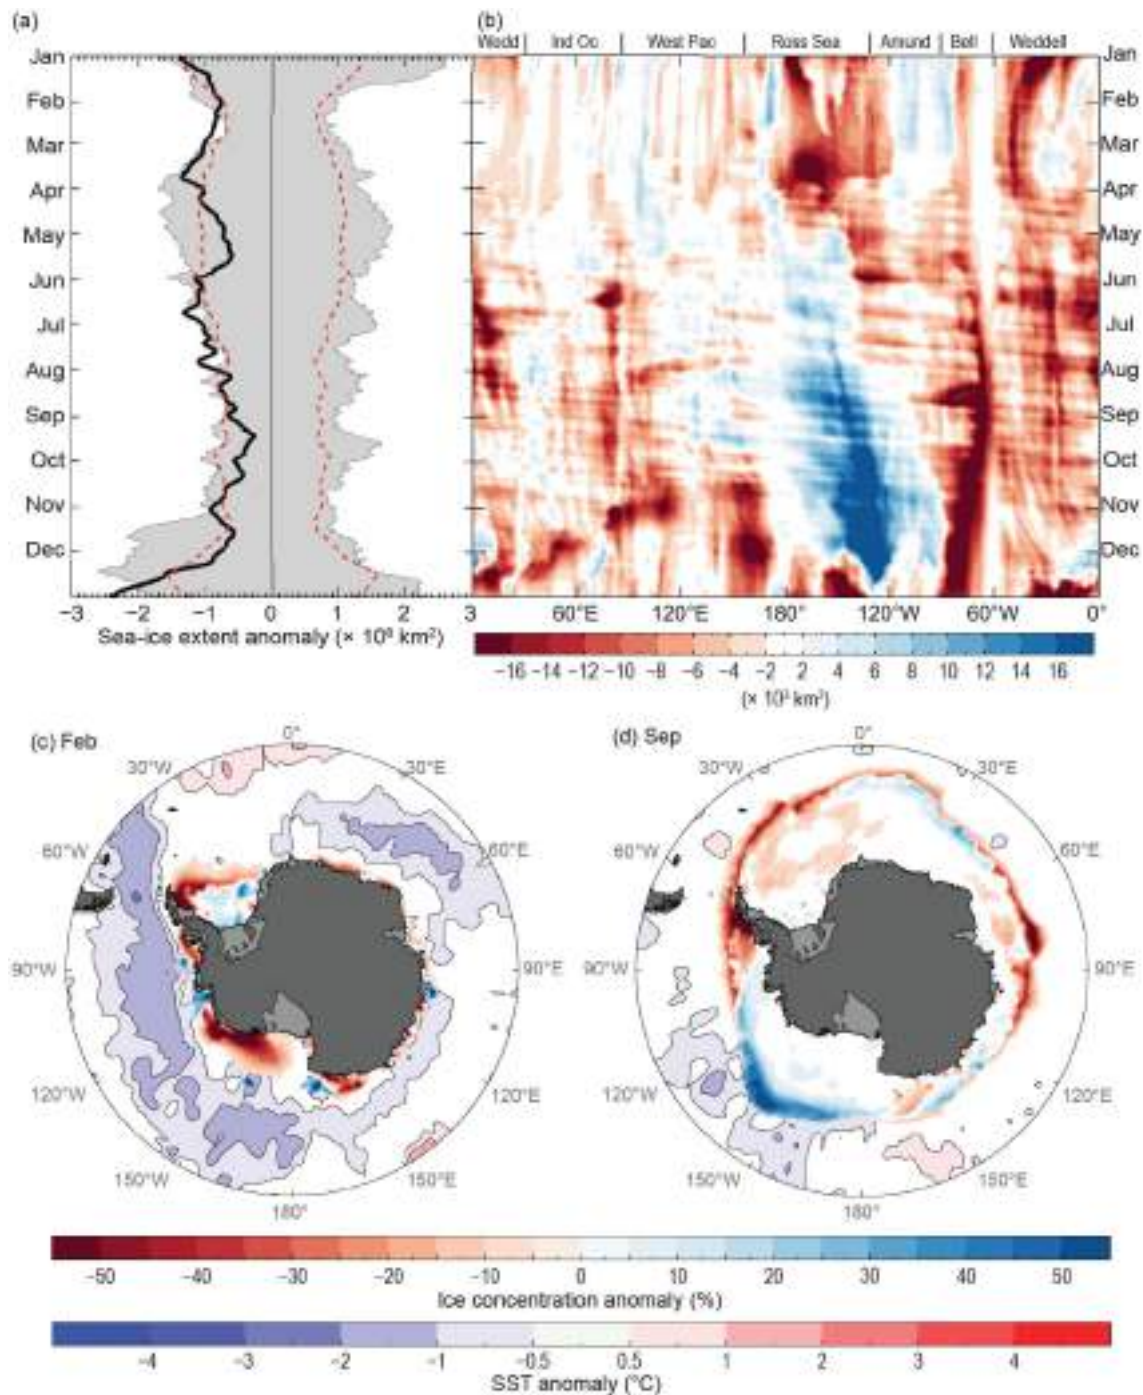 (a)
(b)
Wedd | Ind Oc | West Pac | Ross Sea | Amund | Bell | Weddell
Jan
Feb
Mar
Apr
May
Jun
Jul
Aug
Sep
Oct
Nov
Dec
Jan
Feb
Mar
Apr
May
Jun
Jul
Aug
Sep
Oct
Nov
Dec
−3 −2 −1 0 1 2 3
60°E 120°E 180° 120°W 60°W 0°
Sea-ice extent anomaly (× 10⁶ km²)
−16 −14 −12 −10 −8 −6 −4 −2 2 4 6 8 10 12 14 16
(× 10³ km²)
(c) Feb
0°
30°W 30°E
60°W 60°E
90°W 90°E
120°W 120°E
150°W 150°E
180°
(d) Sep
0°
30°W 30°E
60°W 60°E
90°W 90°E
120°W 120°E
150°W 150°E
180°
−50 −40 −30 −20 −10 0 10 20 30 40 50
Ice concentration anomaly (%)
−4 −3 −2 −1 −0.5 0.5 1 2 3 4
SST anomaly (°C)